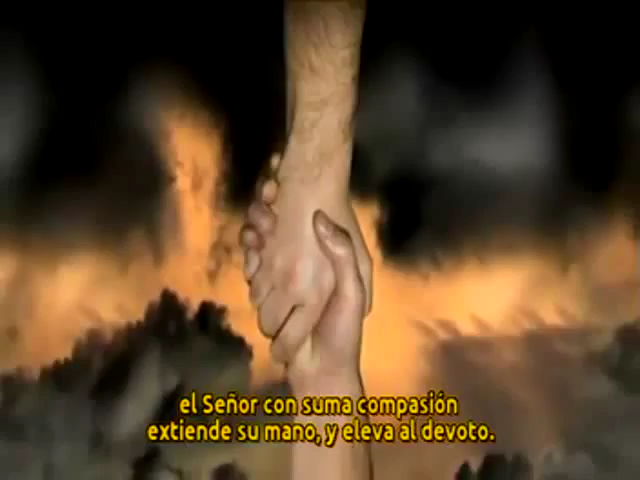 el Señor con suma compasión
extiende su mano, y eleva al devoto.